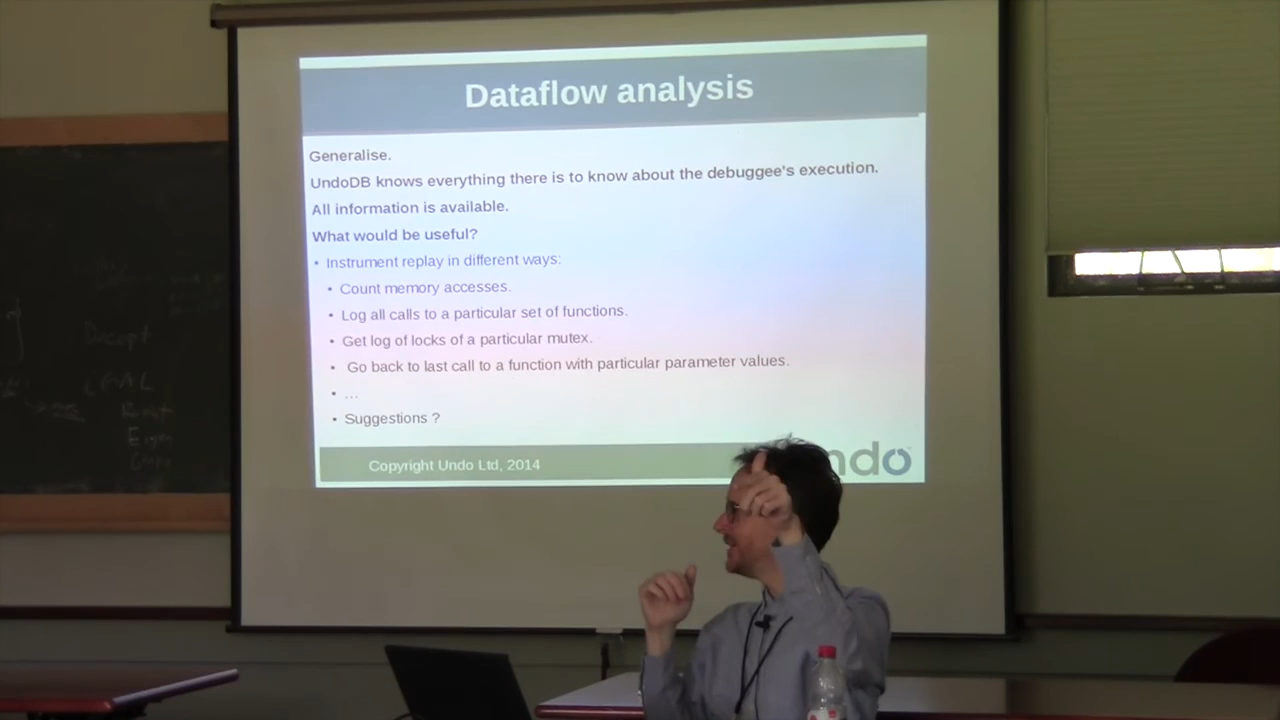 Dataflow analysis
Generalise.
UndoDB knows everything there is to know about the debuggee's execution.
All information is available.
What would be useful?
• Instrument replay in different ways:
• Count memory accesses.
• Log all calls to a particular set of functions.
• Get log of locks of a particular mutex.
• Go back to last call to a function with particular parameter values.
• ...
• Suggestions ?
Copyright Undo Ltd, 2014
ndo